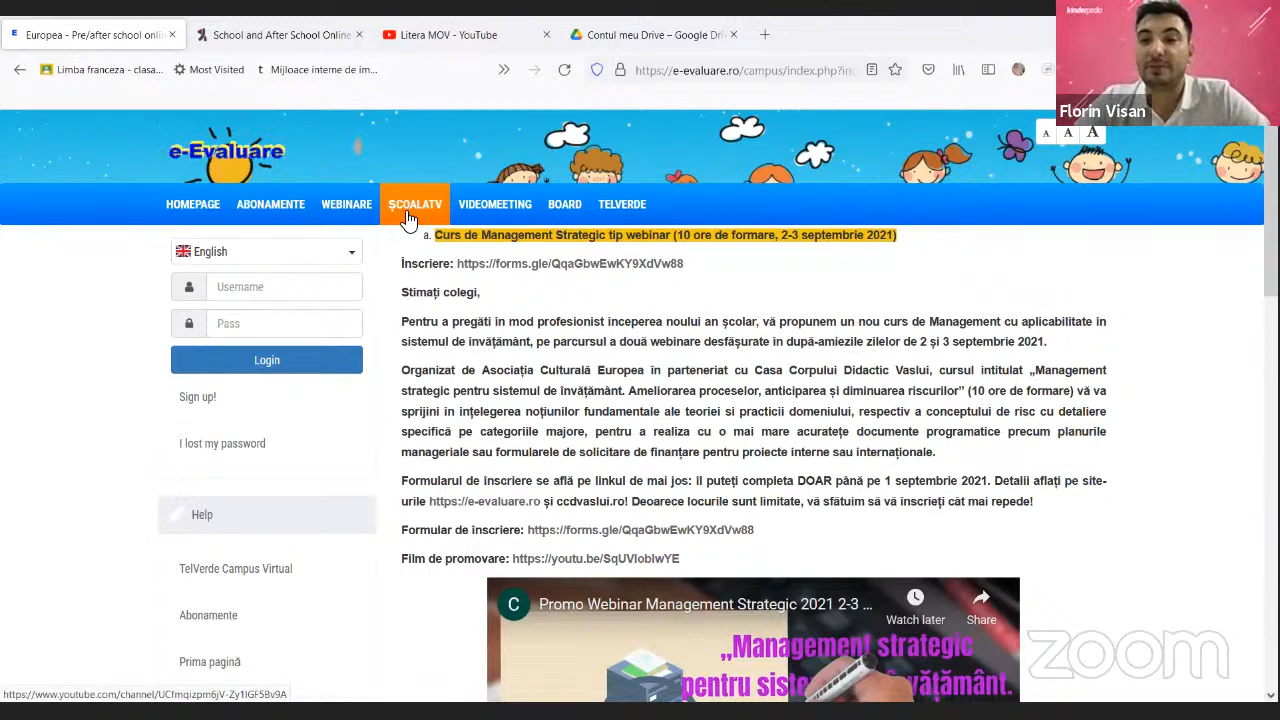 Europea - Pre/after school onlin
School and After School Online
Litera MOV - YouTube
Contul meu Drive – Google Dri
Limba franceza - clasa...
Most Visited
Mijloace interne de im...
https://e-evaluare.ro/campus/index.php?in
kinderpedia
Florin Visan
A A A
e-Evaluare
HOMEPAGE ABONAMENTE WEBINARE ȘCOALATV VIDEOMEETING BOARD TELVERDE
English
Username
Pass
Login
Sign up!
I lost my password
Help
TelVerde Campus Virtual
Abonamente
Prima pagină
a. Curs de Management Strategic tip webinar (10 ore de formare, 2-3 septembrie 2021)
Înscriere: https://forms.gle/QqaGbwEwKY9XdVw88
Stimați colegi,
Pentru a pregăti în mod profesionist începerea noului an școlar, vă propunem un nou curs de Management cu aplicabilitate în
sistemul de învățământ, pe parcursul a două webinare desfășurate în după-amiezile zilelor de 2 și 3 septembrie 2021.
Organizat de Asociația Culturală Europea în parteneriat cu Casa Corpului Didactic Vaslui, cursul intitulat „Management
strategic pentru sistemul de învățământ. Ameliorarea proceselor, anticiparea și diminuarea riscurilor” (10 ore de formare) vă va
sprijini în înțelegerea noțiunilor fundamentale ale teoriei si practicii domeniului, respectiv a conceptului de risc cu detaliere
specifică pe categoriile majore, pentru a realiza cu o mai mare acuratețe documente programatice precum planurile
manageriale sau formularele de solicitare de finanțare pentru proiecte interne sau internaționale.
Formularul de înscriere se află pe linkul de mai jos: îl puteți completa DOAR până pe 1 septembrie 2021. Detalii aflați pe site-
urile https://e-evaluare.ro și ccdvaslui.ro! Deoarece locurile sunt limitate, vă sfătuim să vă înscrieți cât mai repede!
Formular de înscriere: https://forms.gle/QqaGbwEwKY9XdVw88
Film de promovare: https://youtu.be/SqUVloblwYE
C
Promo Webinar Management Strategic 2021 2-3 ...
Watch later
Share
„Management strategic
pentru învățământ.
zoom
https://www.youtube.com/channel/UCfmqizpm6jV-Zy1lGF5Bv9A